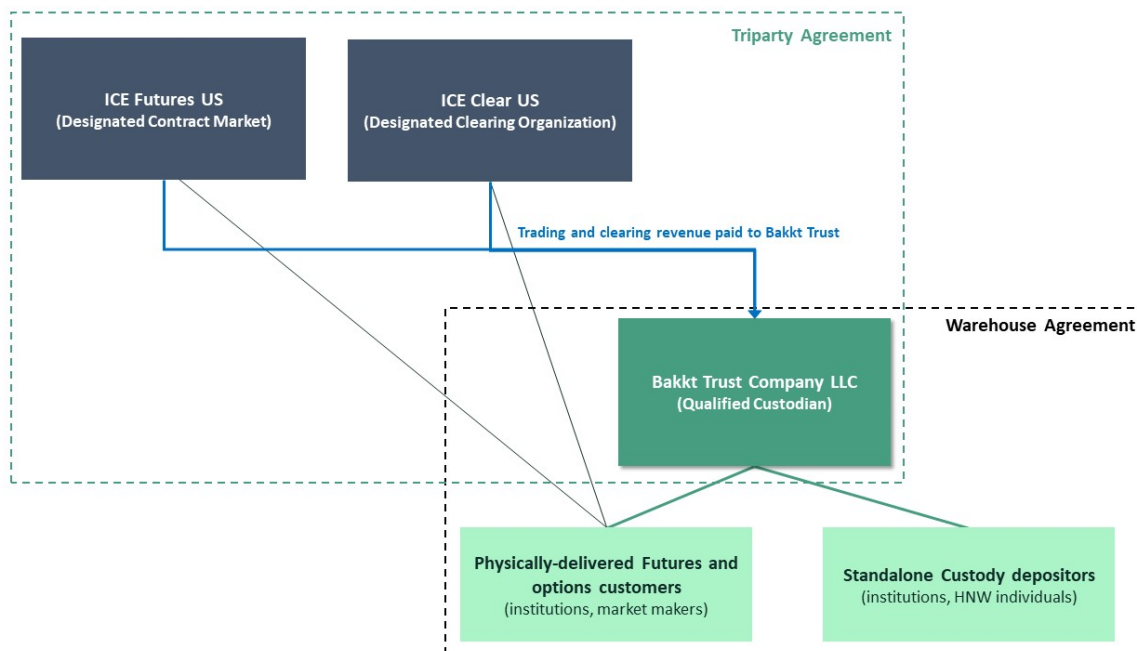 Triparty Agreement
ICE Futures US
(Designated Contract Market)
ICE Clear US
(Designated Clearing Organization)
Trading and clearing revenue paid to Bakkt Trust
Warehouse Agreement
Bakkt Trust Company LLC
(Qualified Custodian)
Physically-delivered Futures and
options customers
(institutions, market makers)
Standalone Custody depositors
(institutions, HNW individuals)